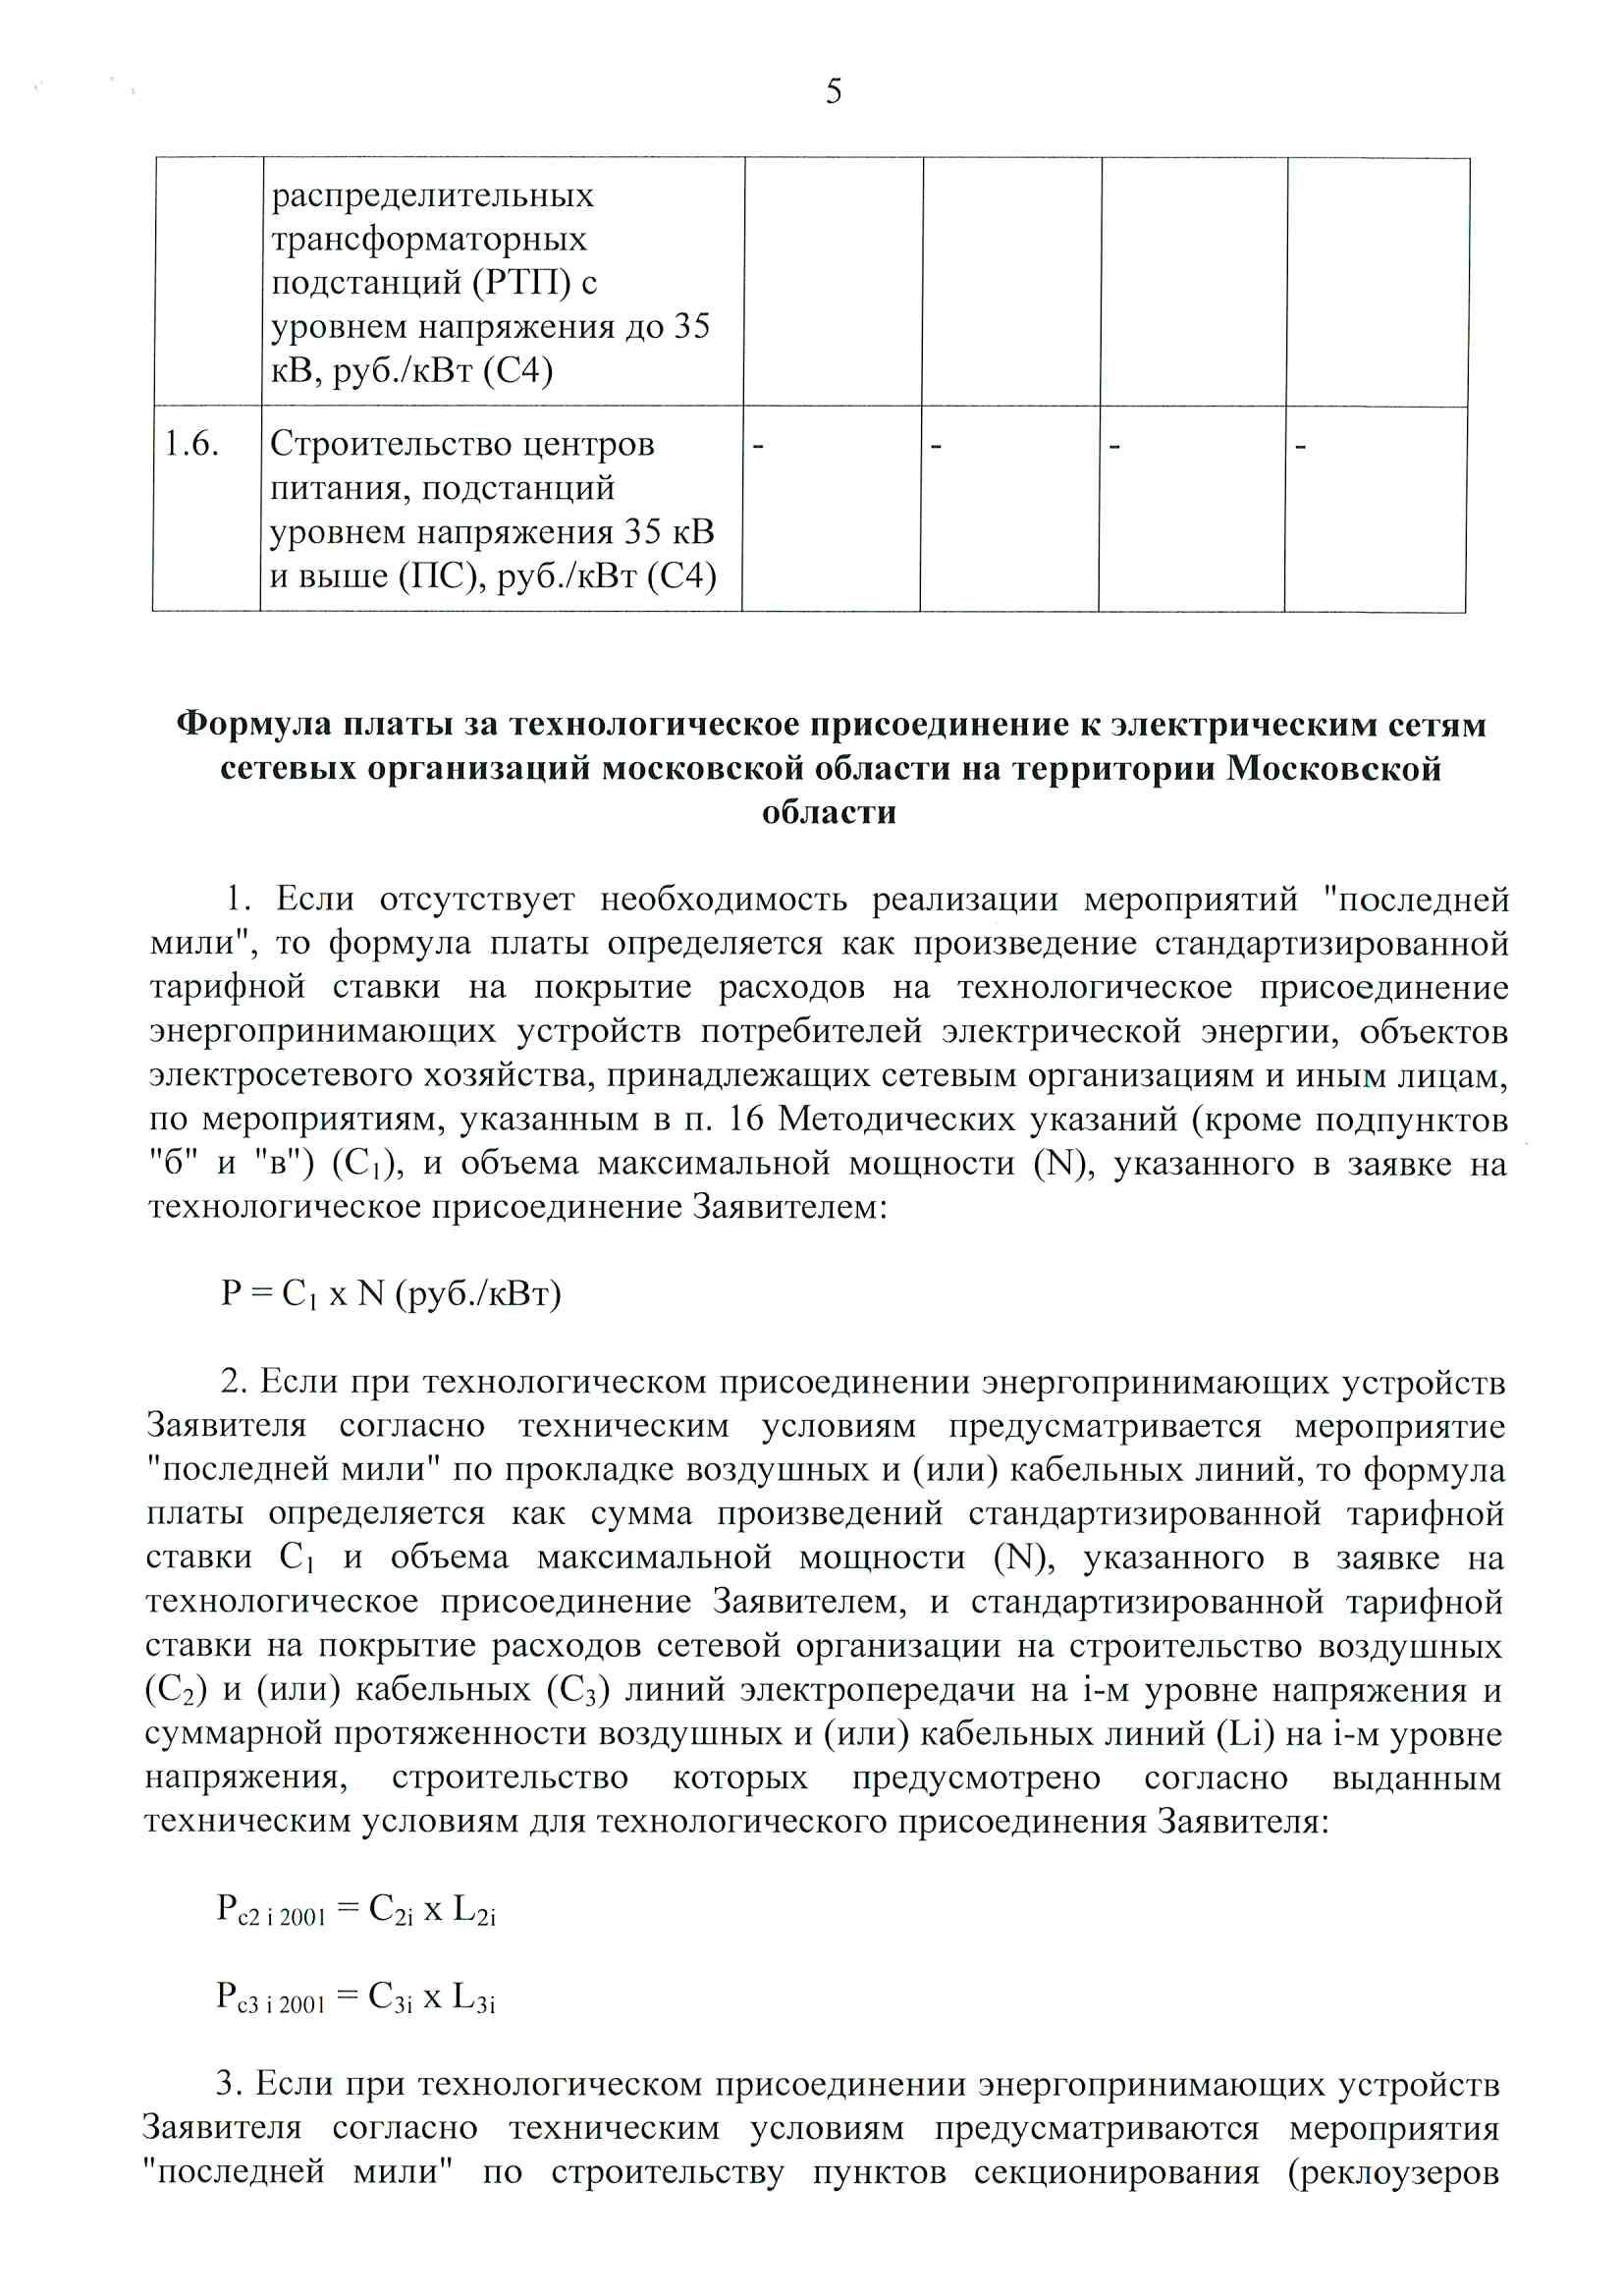 5
распределительных
трансформаторных
подстанций (РТП) с
уровнем напряжения до 35
кВ, руб./кВт (С4)
1.6. Строительство центров - - - -
питания, подстанций
уровнем напряжения 35 кВ
и выше (ПС), руб./кВт (С4)
Формула платы за технологическое присоединение к электрическим сетям
сетевых организаций московской области на территории Московской
области
1. Если отсутствует необходимость реализации мероприятий "последней
мили", то формула платы определяется как произведение стандартизированной
тарифной ставки на покрытие расходов на технологическое присоединение
энергопринимающих устройств потребителей электрической энергии, объектов
электросетевого хозяйства, принадлежащих сетевым организациям и иным лицам,
по мероприятиям, указанным в п. 16 Методических указаний (кроме подпунктов
"б" и "в") (С₁), и объема максимальной мощности (N), указанного в заявке на
технологическое присоединение Заявителем:
Р = С₁ х N (руб./кВт)
2. Если при технологическом присоединении энергопринимающих устройств
Заявителя согласно техническим условиям предусматривается мероприятие
"последней мили" по прокладке воздушных и (или) кабельных линий, то формула
платы определяется как сумма произведений стандартизированной тарифной
ставки С₁ и объема максимальной мощности (N), указанного в заявке на
технологическое присоединение Заявителем, и стандартизированной тарифной
ставки на покрытие расходов сетевой организации на строительство воздушных
(С₂) и (или) кабельных (С₃) линий электропередачи на i-м уровне напряжения и
суммарной протяженности воздушных и (или) кабельных линий (Li) на i-м уровне
напряжения, строительство которых предусмотрено согласно выданным
техническим условиям для технологического присоединения Заявителя:
Рс2 i 2001 = С2i х L2i
Рс3 i 2001 = С3i х L3i
3. Если при технологическом присоединении энергопринимающих устройств
Заявителя согласно техническим условиям предусматриваются мероприятия
"последней мили" по строительству пунктов секционирования (реклоузеров